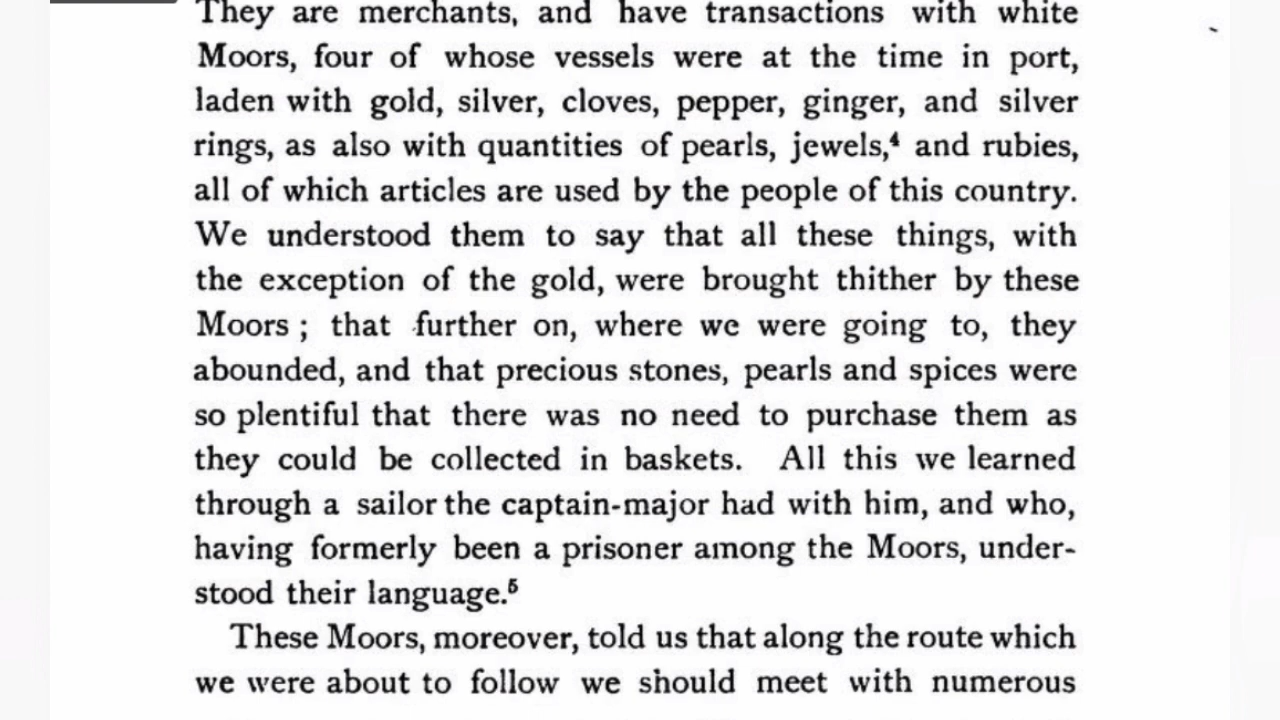 They are merchants, and have transactions with white
Moors, four of whose vessels were at the time in port,
laden with gold, silver, cloves, pepper, ginger, and silver
rings, as also with quantities of pearls, jewels,⁴ and rubies,
all of which articles are used by the people of this country.
We understood them to say that all these things, with
the exception of the gold, were brought thither by these
Moors ; that further on, where we were going to, they
abounded, and that precious stones, pearls and spices were
so plentiful that there was no need to purchase them as
they could be collected in baskets. All this we learned
through a sailor the captain-major had with him, and who,
having formerly been a prisoner among the Moors, under-
stood their language.⁵
These Moors, moreover, told us that along the route which
we were about to follow we should meet with numerous